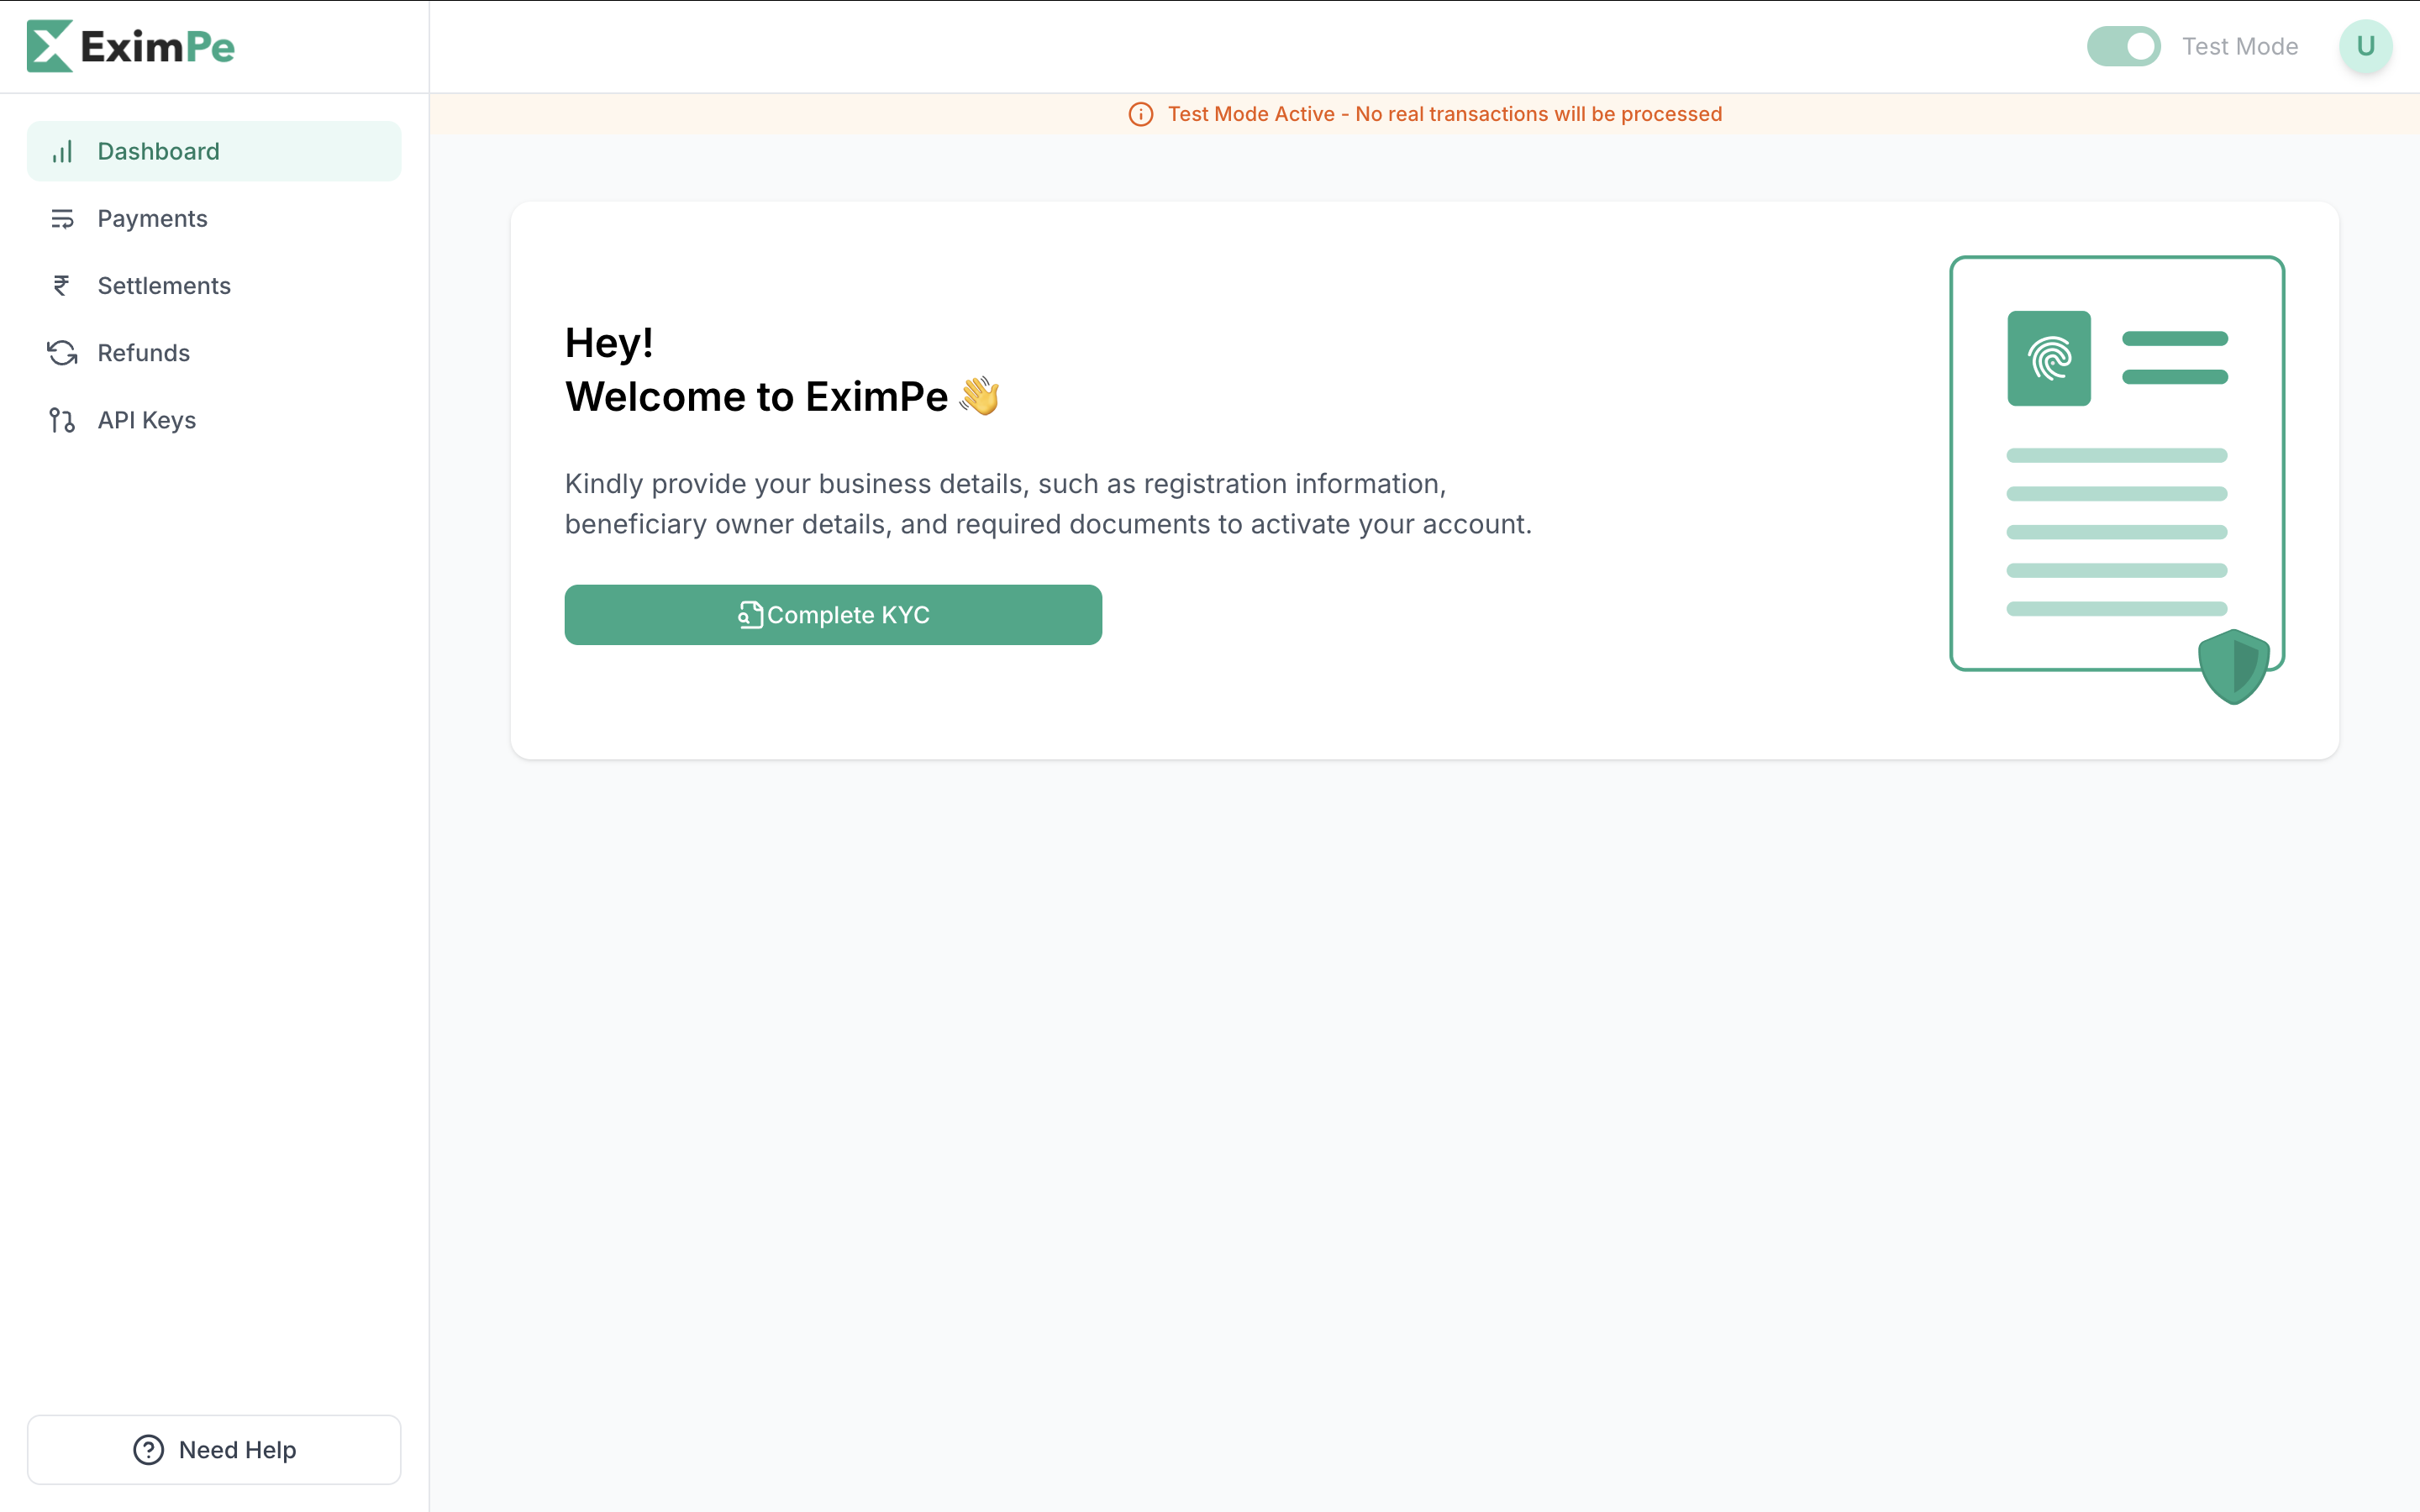 EximPe
Test Mode
U
Test Mode Active - No real transactions will be processed
Dashboard
Payments
Settlements
Refunds
API Keys
Hey!
Welcome to EximPe 👋
Kindly provide your business details, such as registration information,
beneficiary owner details, and required documents to activate your account.
Complete KYC
Need Help